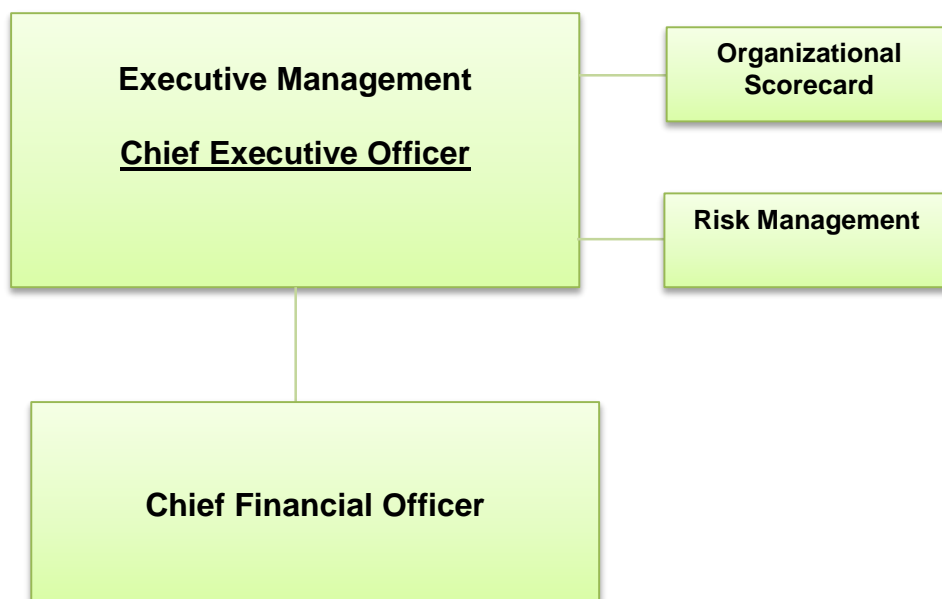 Executive Management
Chief Executive Officer
Organizational
Scorecard
Risk Management
Chief Financial Officer